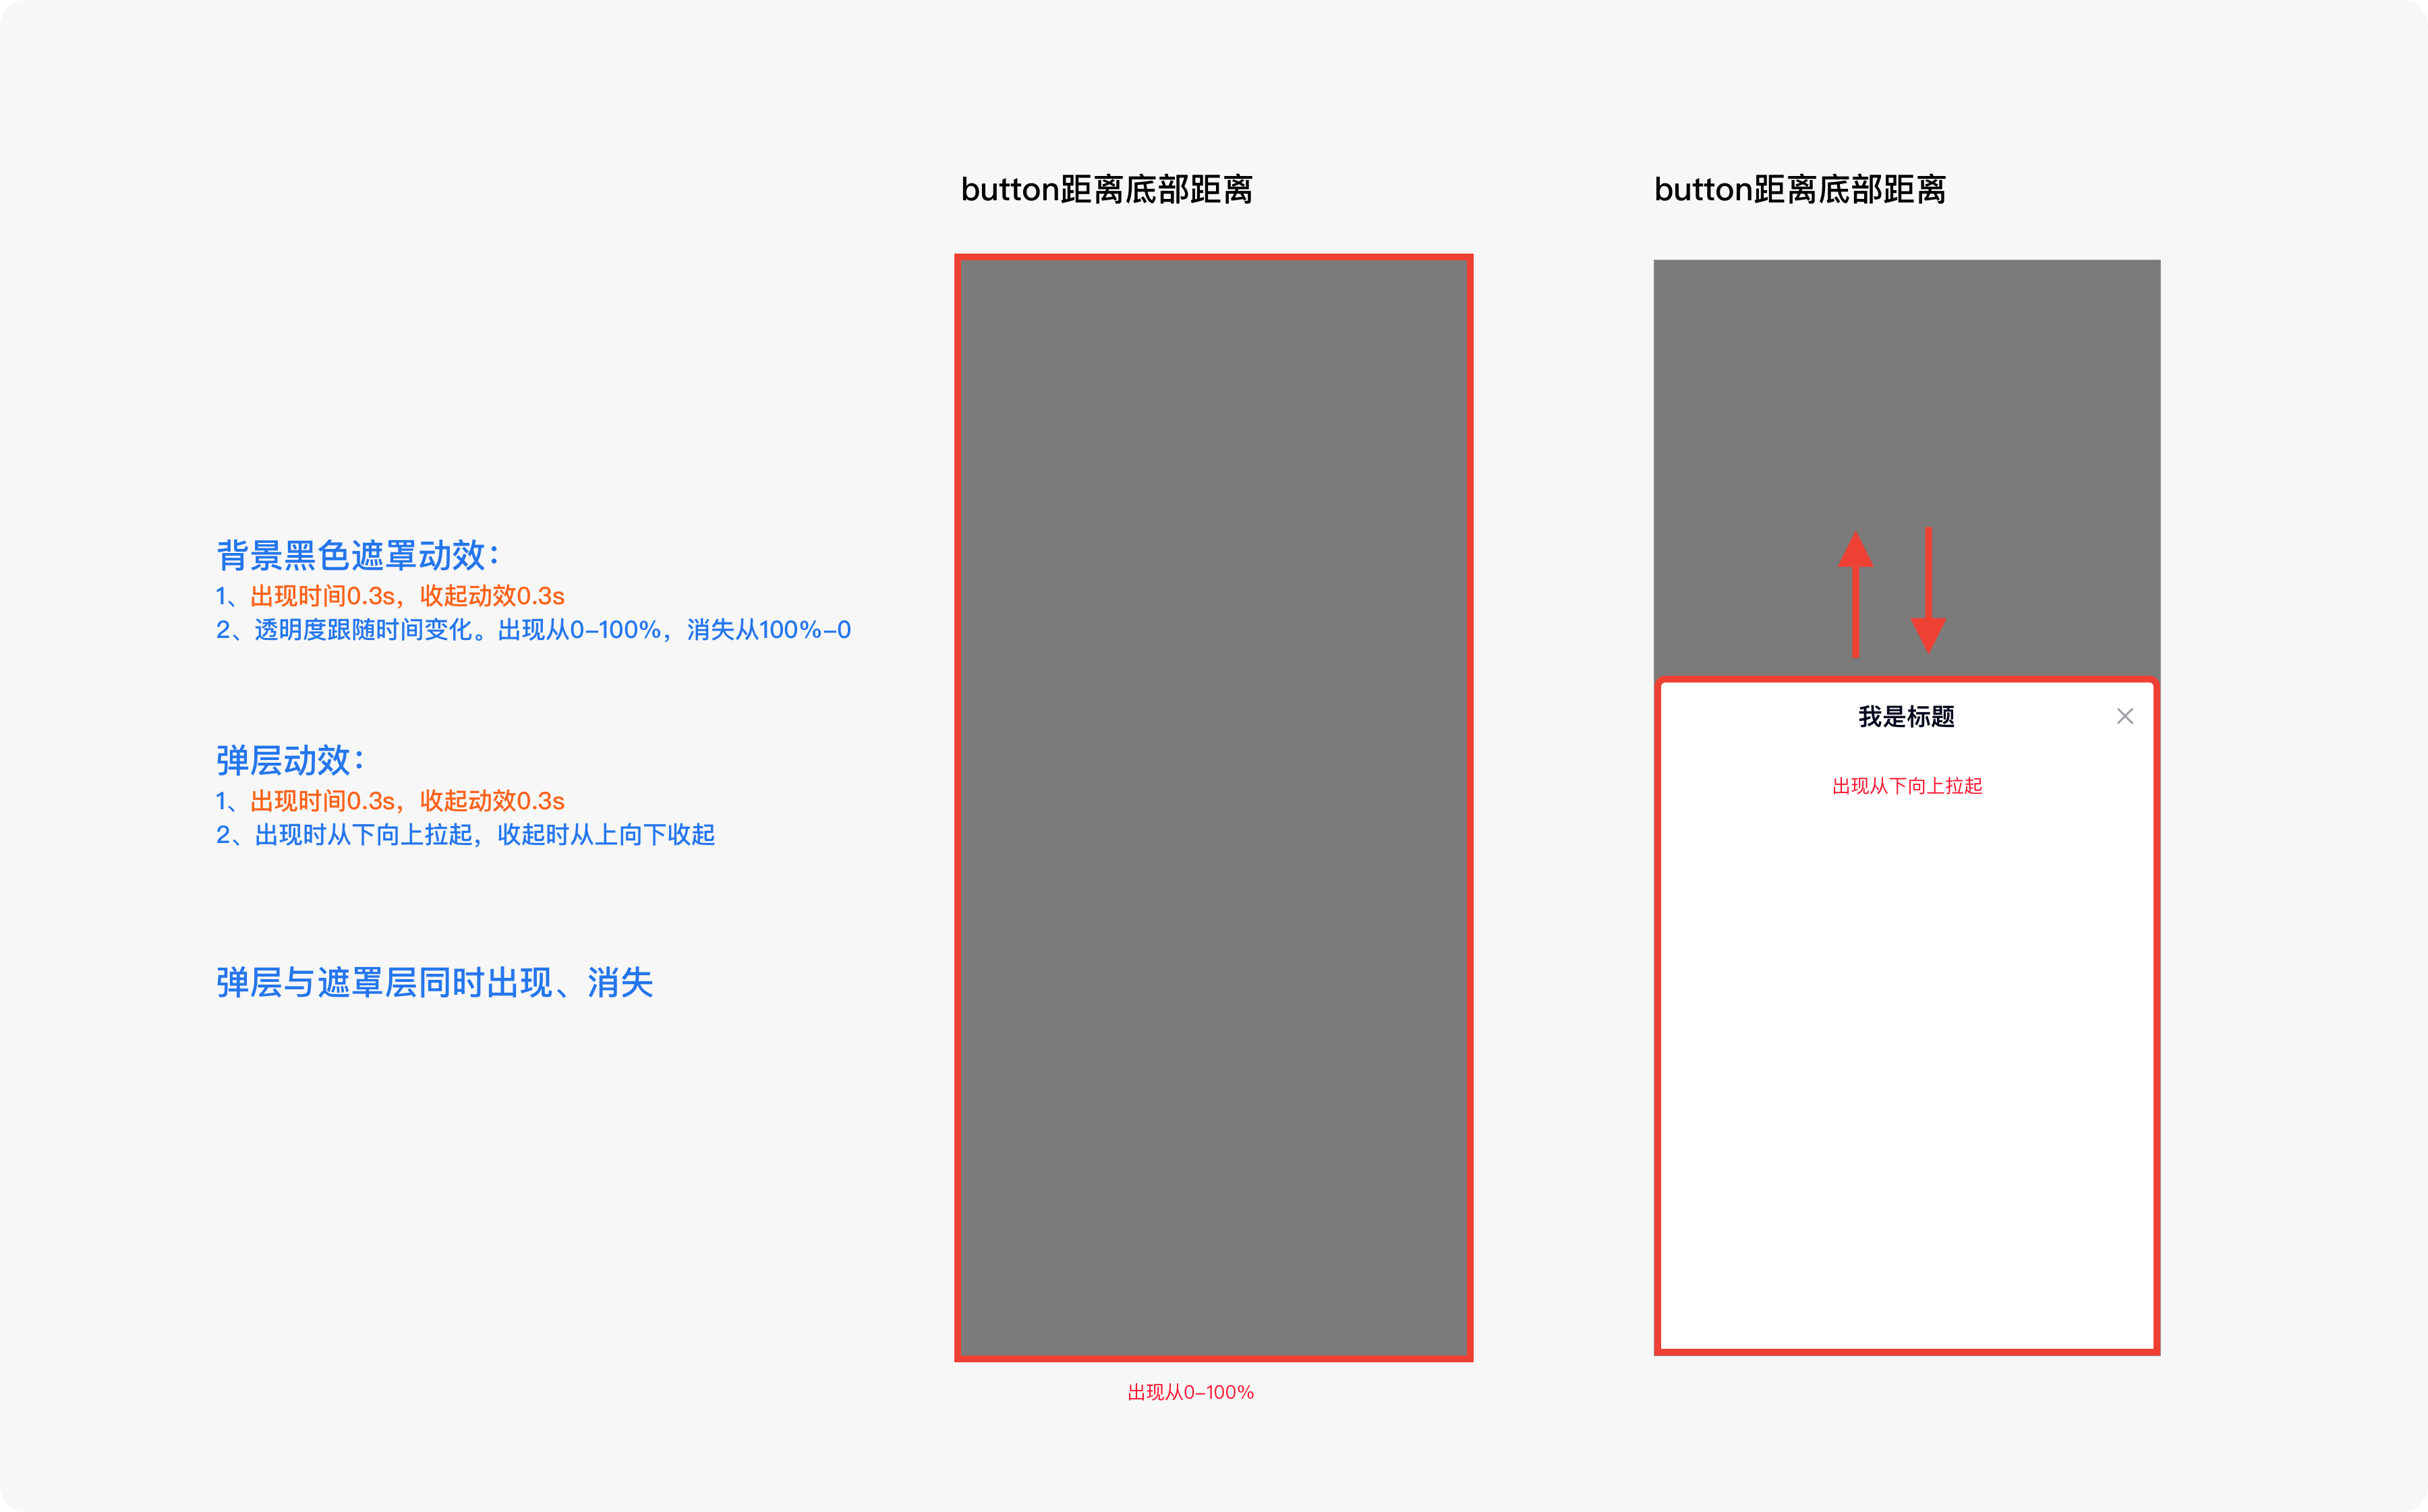 button距离底部距离
button距离底部距离
背景黑色遮罩动效：
1、出现时间0.3s，收起动效0.3s
2、透明度跟随时间变化。出现从0–100%，消失从100%–0
弹层动效：
1、出现时间0.3s，收起动效0.3s
2、出现时从下向上拉起，收起时从上向下收起
弹层与遮罩层同时出现、消失
我是标题
出现从下向上拉起
出现从0–100%